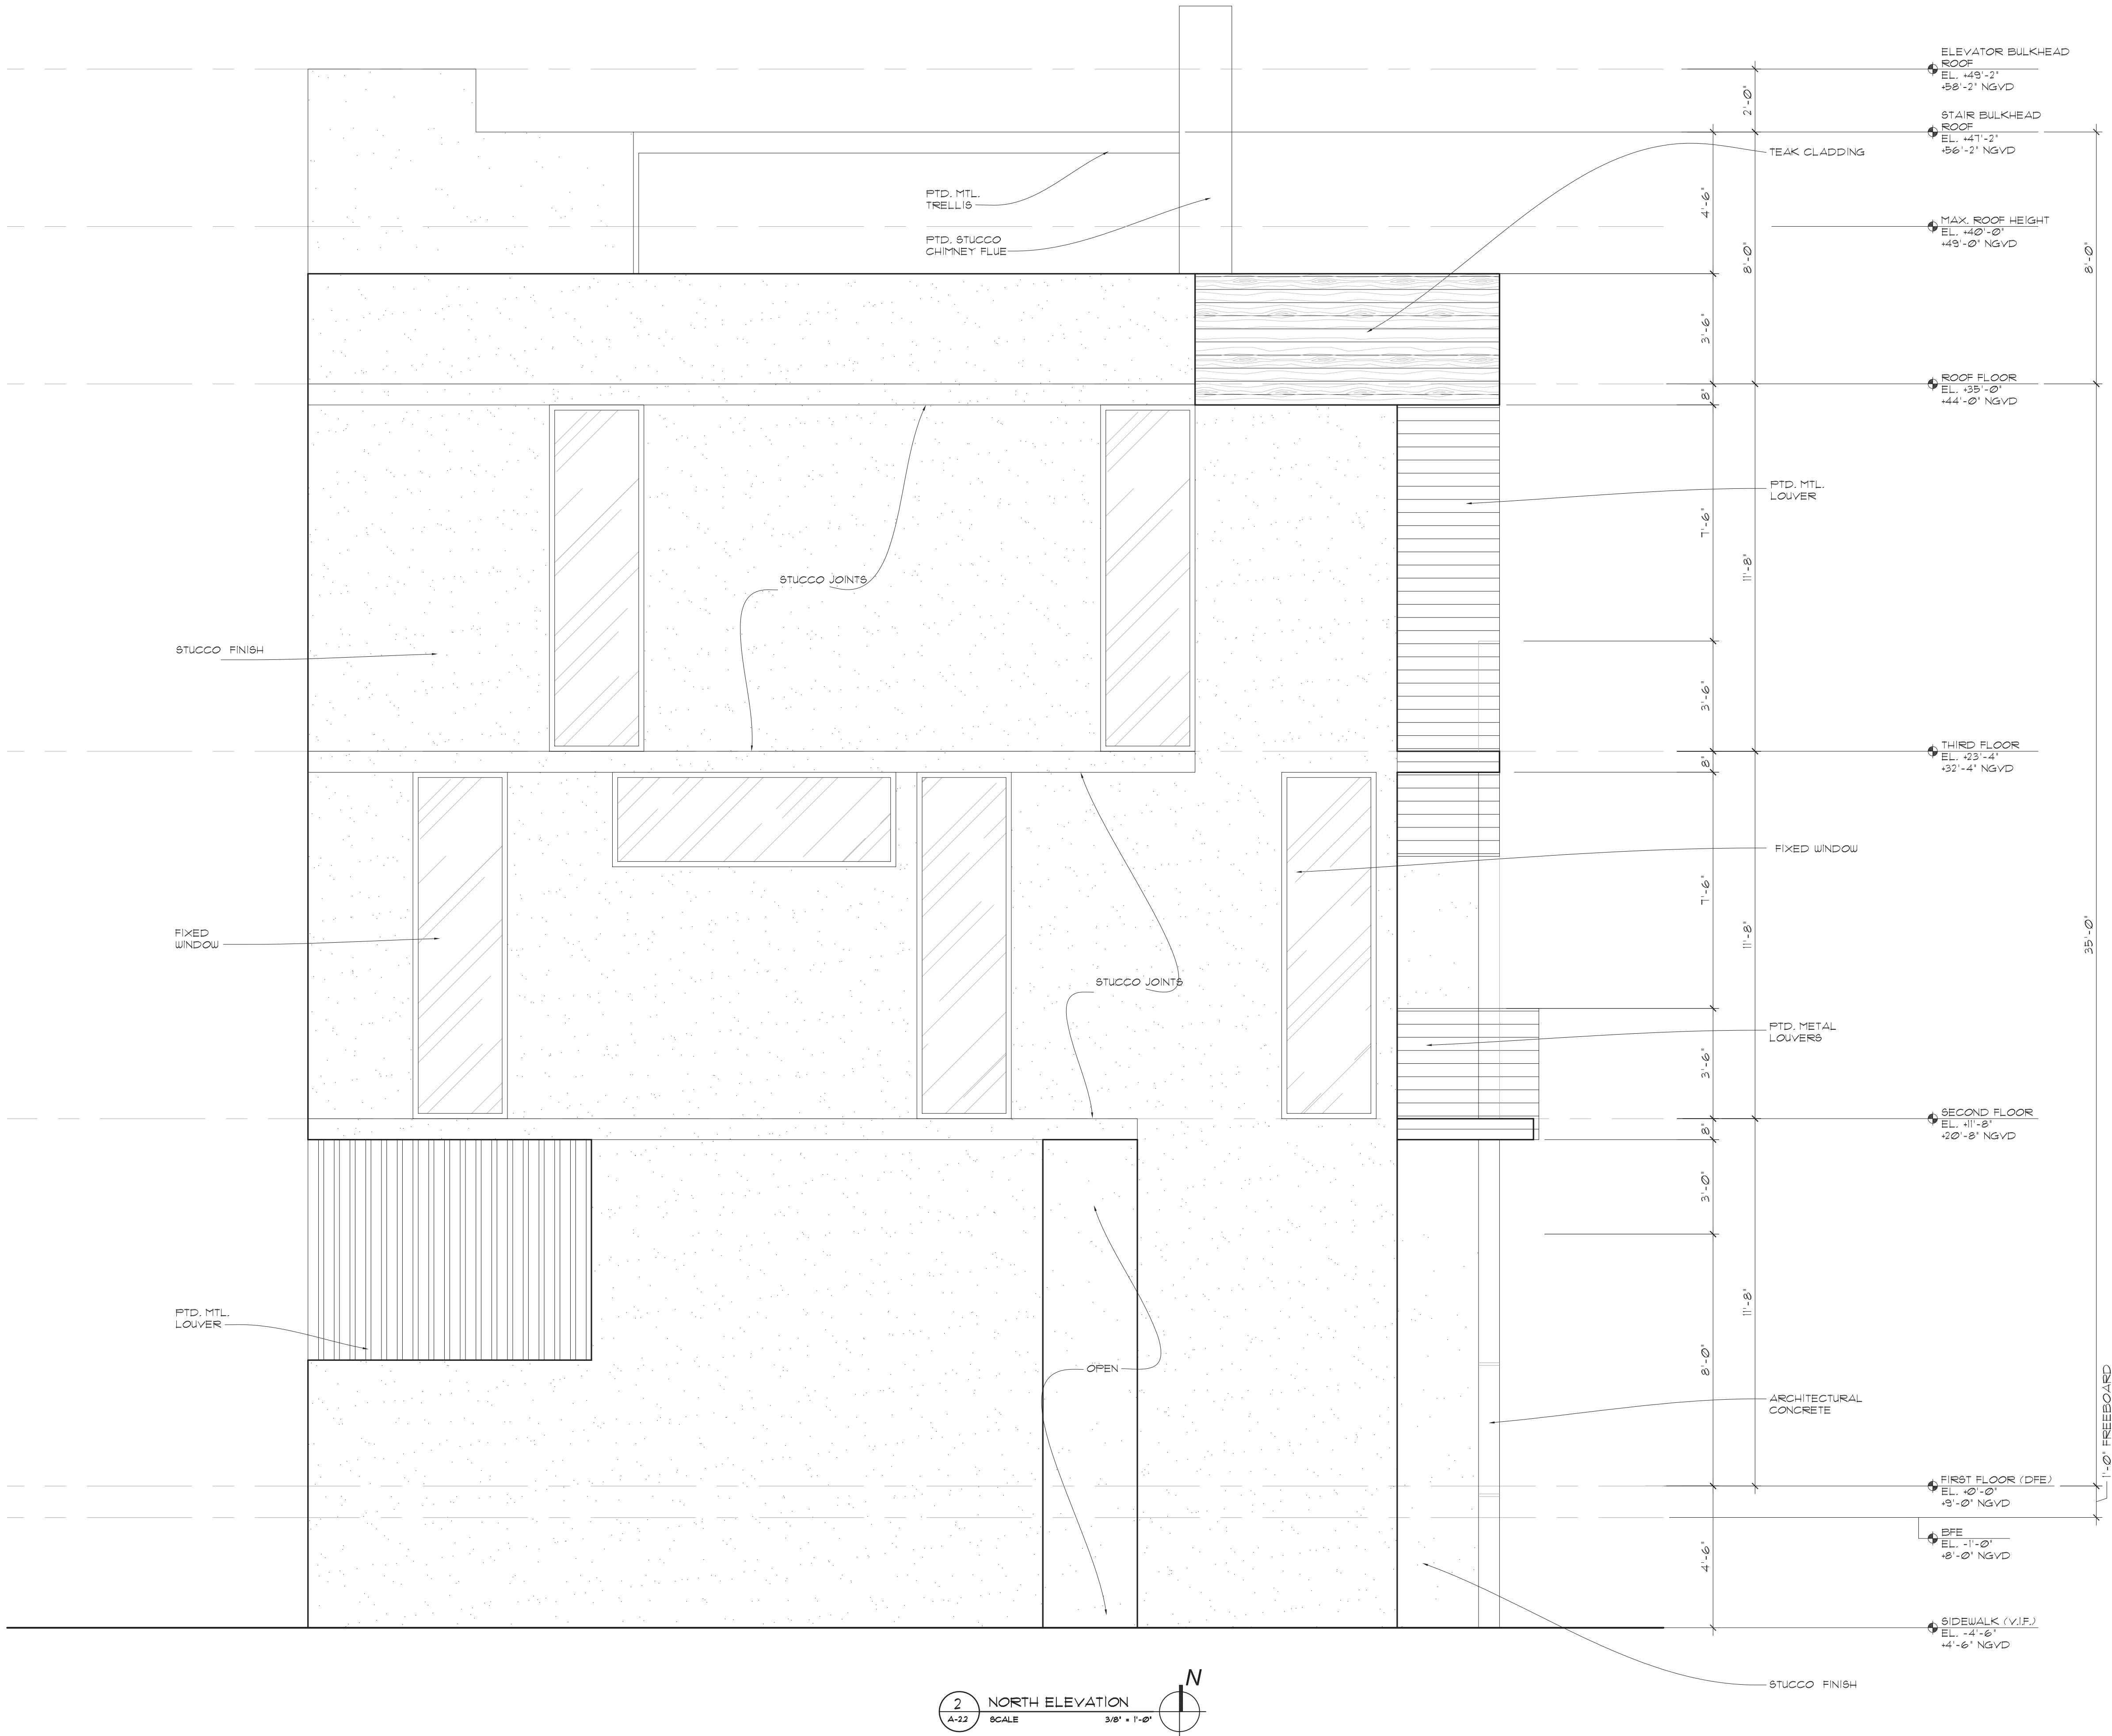 ELEVATOR BULKHEAD
ROOF
EL. +49'-2"
+58'-2" NGVD
2'-0"
STAIR BULKHEAD
ROOF
EL. +47'-2"
+56'-2" NGVD
TEAK CLADDING
PTD. MTL.
TRELLIS
4'-6"
MAX. ROOF HEIGHT
EL. +40'-0"
+49'-0" NGVD
PTD. STUCCO
CHIMNEY FLUE
8'-0"
8'-0"
3'-6"
ROOF FLOOR
EL. +35'-0"
+44'-0" NGVD
8"
PTD. MTL.
LOUVER
7'-6"
11'-8"
STUCCO JOINTS
STUCCO FINISH
3'-6"
THIRD FLOOR
EL. +23'-4"
+32'-4" NGVD
8"
FIXED WINDOW
7'-6"
FIXED
WINDOW
11'-8"
35'-0"
STUCCO JOINTS
PTD. METAL
LOUVERS
3'-6"
SECOND FLOOR
EL. +11'-8"
+20'-8" NGVD
8"
3'-0"
PTD. MTL.
LOUVER
11'-8"
OPEN
8'-0"
ARCHITECTURAL
CONCRETE
1'-0" FREEBOARD
FIRST FLOOR (DFE)
EL. +0'-0"
+9'-0" NGVD
BFE
EL. -1'-0"
+8'-0" NGVD
4'-6"
SIDEWALK (V.I.F.)
EL. -4'-6"
+4'-6" NGVD
STUCCO FINISH
N
2
A-2.2
NORTH ELEVATION
SCALE 3/8" = 1'-0"